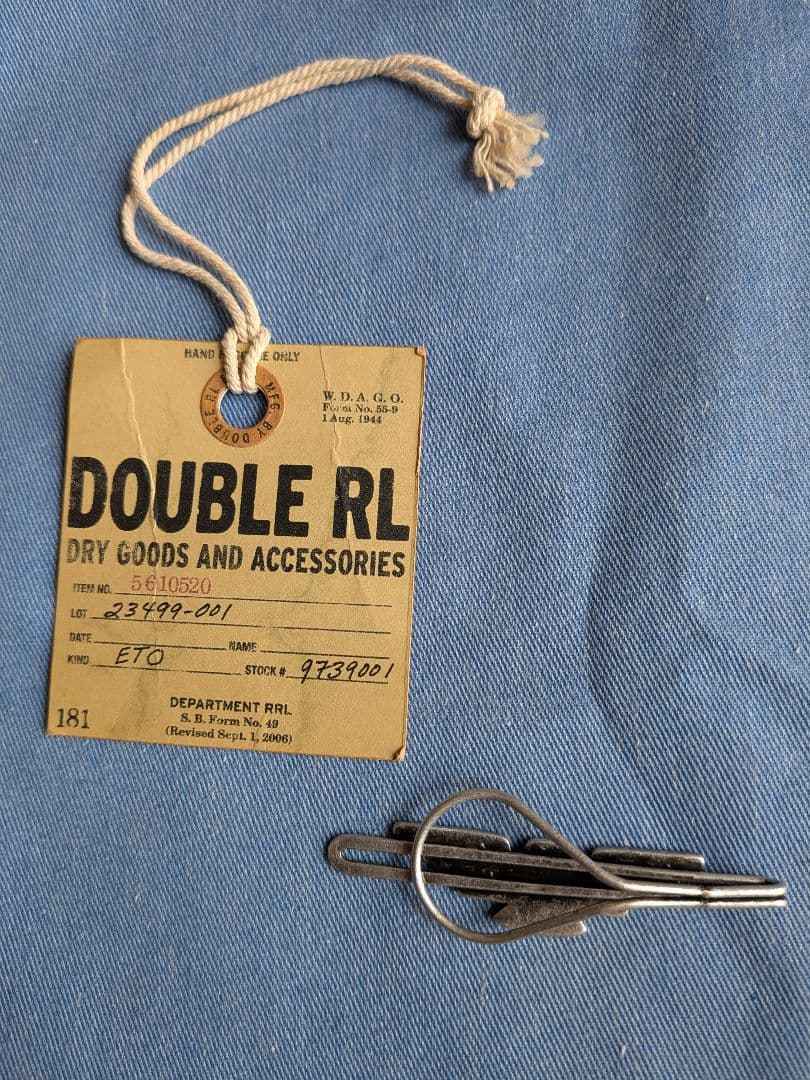 HAND E ONLY
MFG. BY DOUBLE RL
W. D. A. G. O.
Form No. 55-9
1 Aug. 1944
DOUBLE RL
DRY GOODS AND ACCESSORIES
ITEM NO. 5610520
LOT 23499-001
DATE NAME
KIND ETO STOCK # 9739001
DEPARTMENT RRL
181 S. B. Form No. 49
(Revised Sept. 1, 2006)